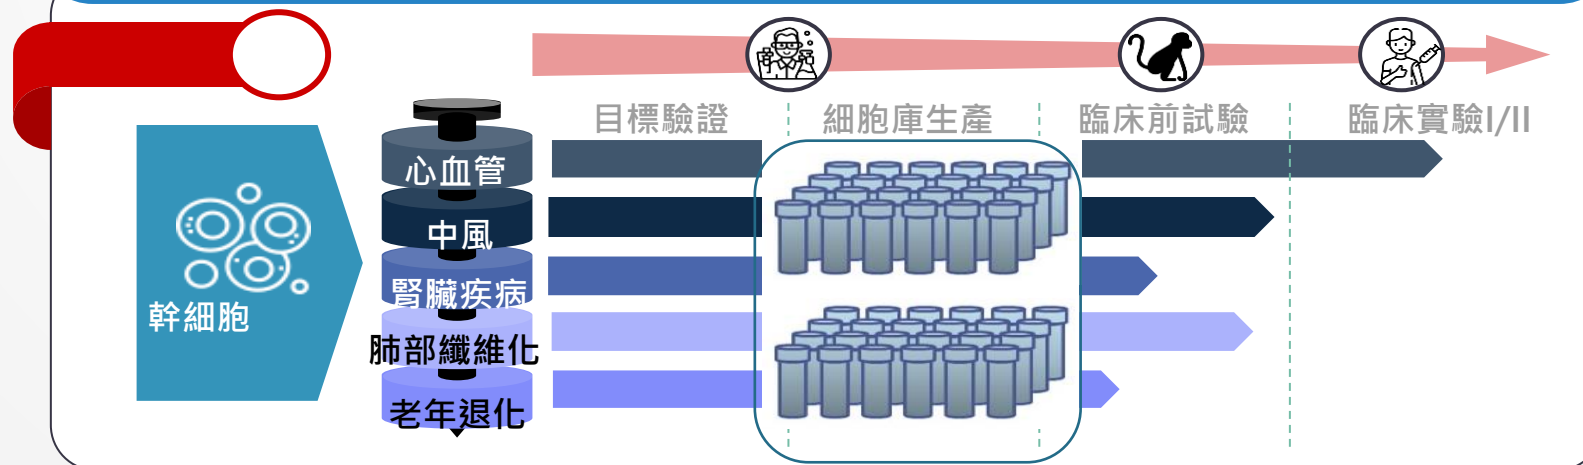 目標驗證
細胞庫生產
臨床前試驗
臨床實驗I/II
幹細胞
心血管
中風
腎臟疾病
肺部纖維化
老年退化